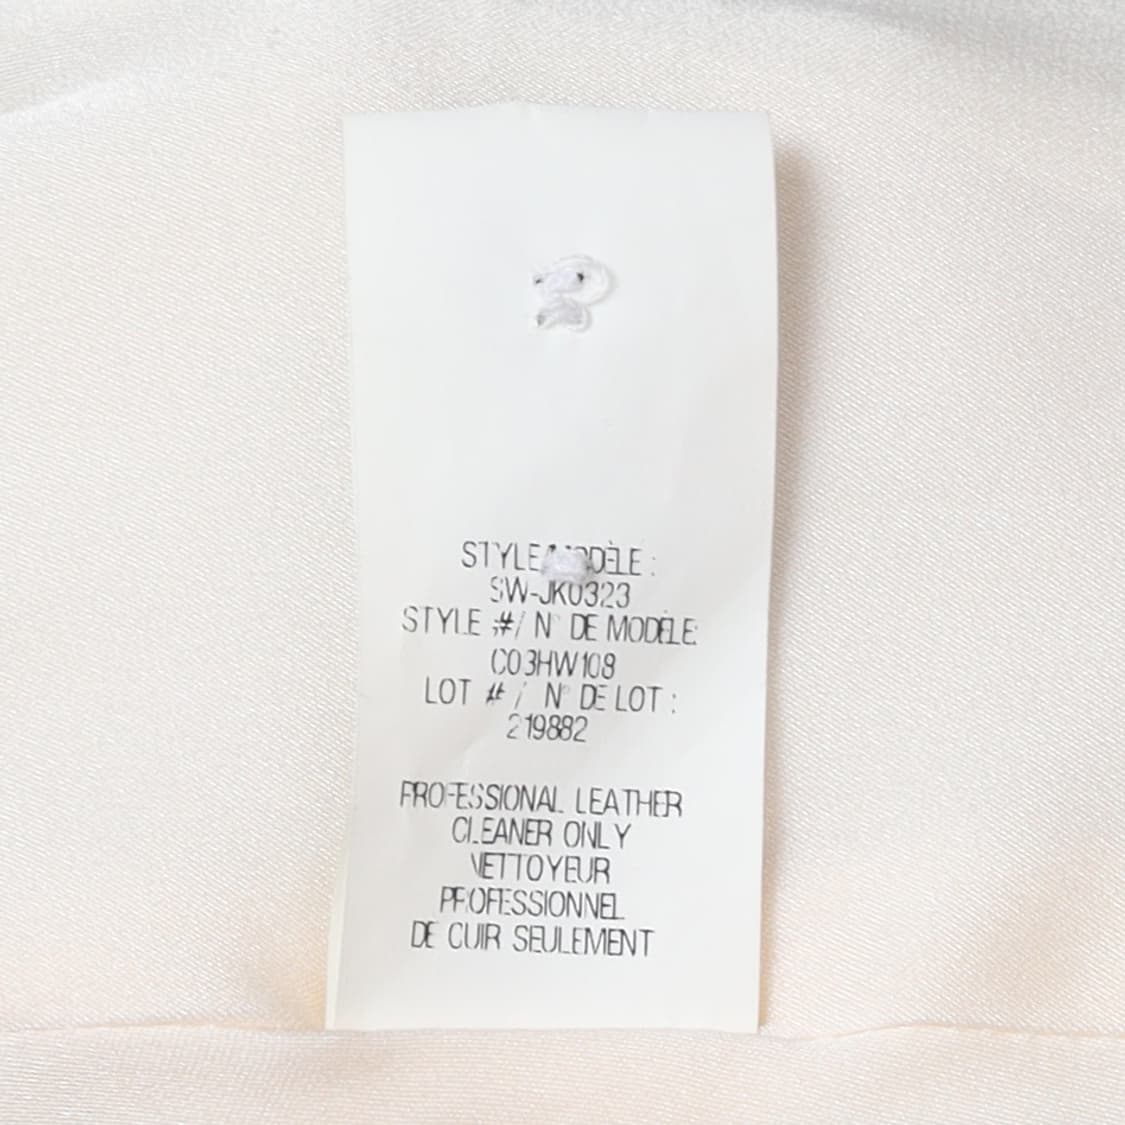 STYLE/MODÈLE :
SW-JK0323
STYLE #/ N° DE MODÈLE:
C03HW108
LOT # / N° DE LOT :
219882
PROFESSIONAL LEATHER
CLEANER ONLY
NETTOYEUR
PROFESSIONNEL
DE CUIR SEULEMENT